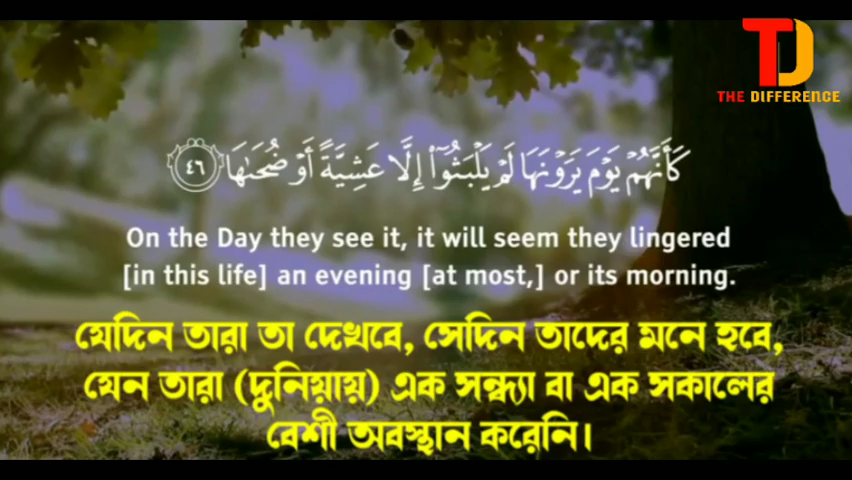 TD
THE DIFFERENCE
كَأَنَّهُمْ يَوْمَ يَرَوْنَهَا لَمْ يَلْبَثُوٓا۟ إِلَّا عَشِيَّةً أَوْ ضُحَىٰهَا ٤٦
On the Day they see it, it will seem they lingered
[in this life] an evening [at most,] or its morning.
যেদিন তারা তা দেখবে, সেদিন তাদের মনে হবে,
যেন তারা (দুনিয়ায়) এক সন্ধ্যা বা এক সকালের
বেশী অবস্থান করেনি।